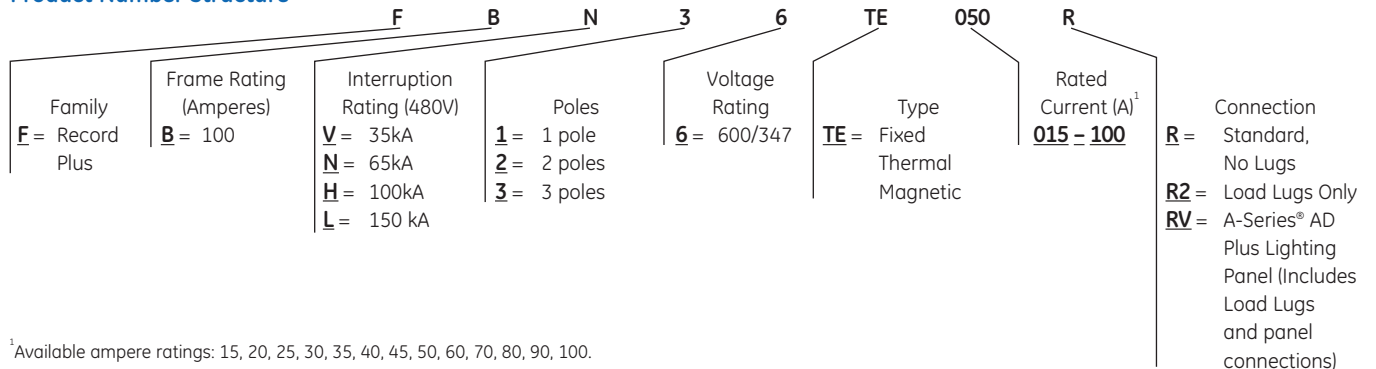 F B N 3 6 TE 050 R
Family
F = Record
Plus
Frame Rating
(Amperes)
B = 100
Interruption
Rating (480V)
V = 35kA
N = 65kA
H = 100kA
L = 150 kA
Poles
1 = 1 pole
2 = 2 poles
3 = 3 poles
Voltage
Rating
6 = 600/347
Type
TE = Fixed
Thermal
Magnetic
Rated
Current (A)¹
015 – 100
Connection
R = Standard,
No Lugs
R2 = Load Lugs Only
RV = A-Series® AD
Plus Lighting
Panel (Includes
Load Lugs
and panel
connections)
¹Available ampere ratings: 15, 20, 25, 30, 35, 40, 45, 50, 60, 70, 80, 90, 100.